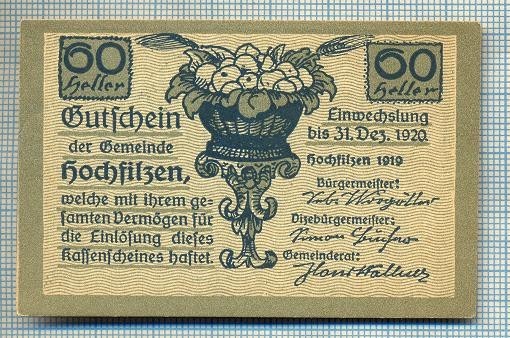 60 Heller
60 Heller
Gutschein
der Gemeinde
Hochfilzen,
welche mit ihrem ge-
samten Vermögen für
die Einlösung dieses
Kassenscheines haftet.
Einwechslung
bis 31. Dez. 1920
Hochfilzen 1919
Bürgermeister:
Vizebürgermeister:
Simon
Gemeinderat: